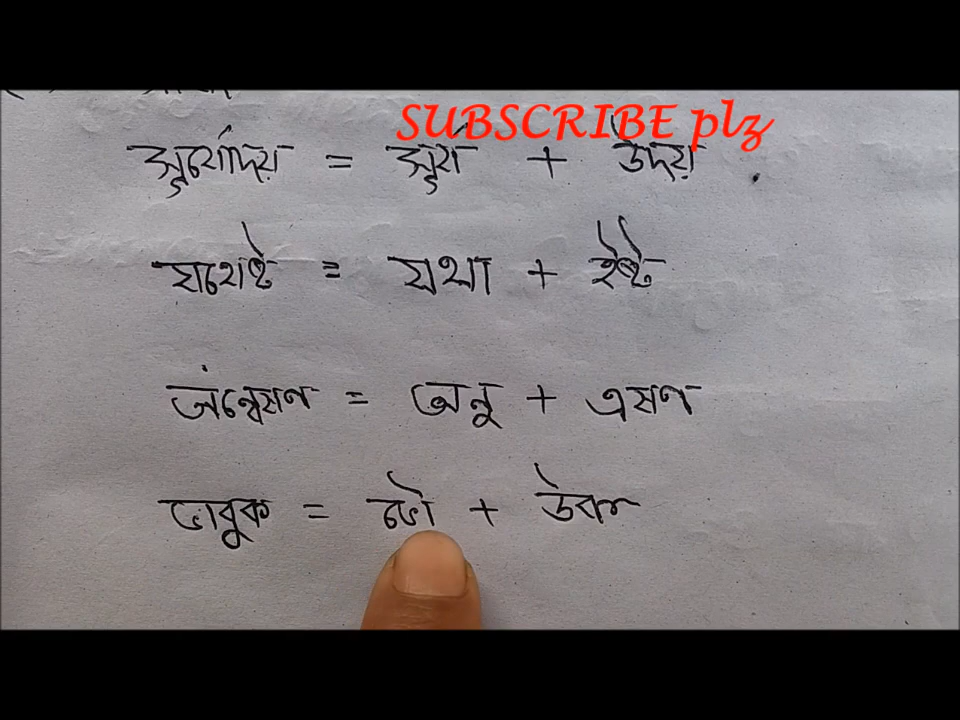 SUBSCRIBE plz
সূর্যোদয় = সূর্য + উদয়
যথেষ্ট = যথা + ইষ্ট
অন্বেষণ = অনু + এষণ
ভাবুক = ভৌ + উক